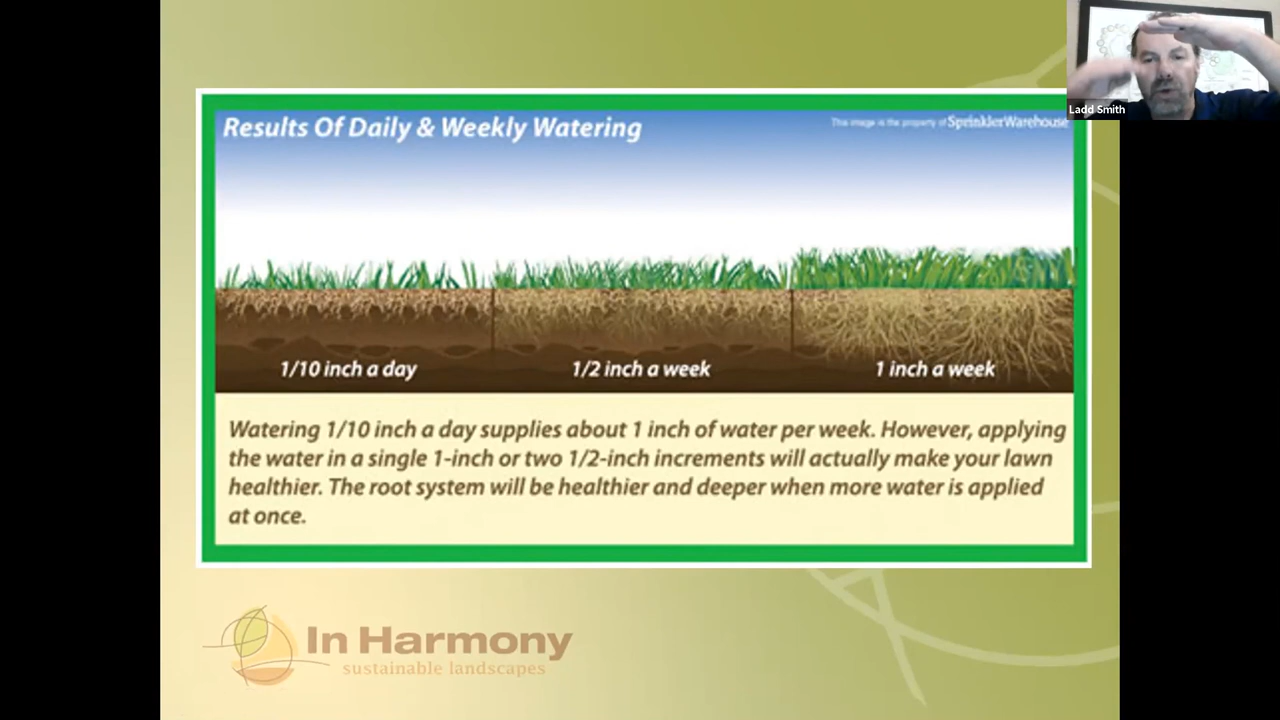 Ladd Smith
Results Of Daily & Weekly Watering
This image is the property of SprinklerWarehouse
1/10 inch a day
1/2 inch a week
1 inch a week
Watering 1/10 inch a day supplies about 1 inch of water per week. However, applying
the water in a single 1-inch or two 1/2-inch increments will actually make your lawn
healthier. The root system will be healthier and deeper when more water is applied
at once.
In Harmony
sustainable landscapes